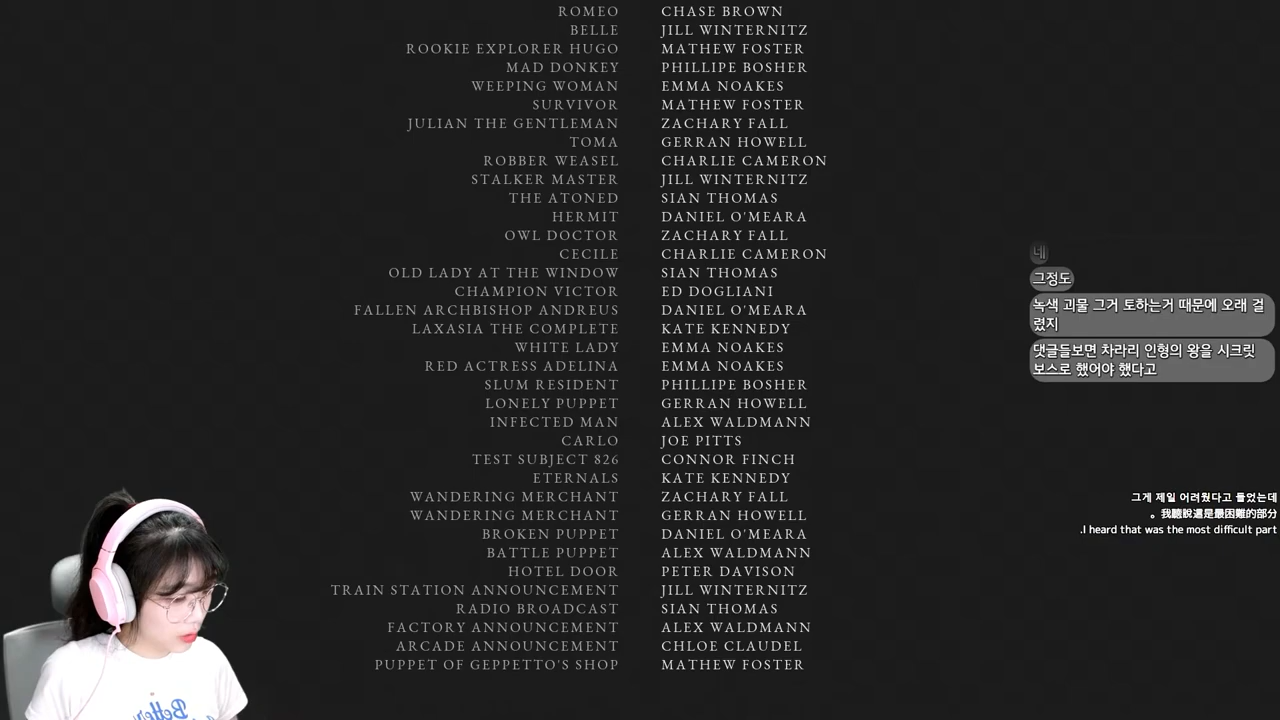 ROMEO CHASE BROWN
BELLE JILL WINTERNITZ
ROOKIE EXPLORER HUGO MATHEW FOSTER
MAD DONKEY PHILLIPE BOSHER
WEEPING WOMAN EMMA NOAKES
SURVIVOR MATHEW FOSTER
JULIAN THE GENTLEMAN ZACHARY FALL
TOMA GERRAN HOWELL
ROBBER WEASEL CHARLIE CAMERON
STALKER MASTER JILL WINTERNITZ
THE ATONED SIAN THOMAS
HERMIT DANIEL O'MEARA
OWL DOCTOR ZACHARY FALL
CECILE CHARLIE CAMERON
OLD LADY AT THE WINDOW SIAN THOMAS
CHAMPION VICTOR ED DOGLIANI
FALLEN ARCHBISHOP ANDREUS DANIEL O'MEARA
LAXASIA THE COMPLETE KATE KENNEDY
WHITE LADY EMMA NOAKES
RED ACTRESS ADELINA EMMA NOAKES
SLUM RESIDENT PHILLIPE BOSHER
LONELY PUPPET GERRAN HOWELL
INFECTED MAN ALEX WALDMANN
CARLO JOE PITTS
TEST SUBJECT 826 CONNOR FINCH
ETERNALS KATE KENNEDY
WANDERING MERCHANT ZACHARY FALL
WANDERING MERCHANT GERRAN HOWELL
BROKEN PUPPET DANIEL O'MEARA
BATTLE PUPPET ALEX WALDMANN
HOTEL DOOR PETER DAVISON
TRAIN STATION ANNOUNCEMENT JILL WINTERNITZ
RADIO BROADCAST SIAN THOMAS
FACTORY ANNOUNCEMENT ALEX WALDMANN
ARCADE ANNOUNCEMENT CHLOE CLAUDEL
PUPPET OF GEPPETTO'S SHOP MATHEW FOSTER
네
그정도
녹색 괴물 그거 토하는거 때문에 오래 걸
렸지
댓글들보면 차라리 인형의 왕을 시크릿
보스로 했어야 했다고
그게 제일 어려웠다고 들었는데
。我聽說這是最困難的部分
.I heard that was the most difficult part